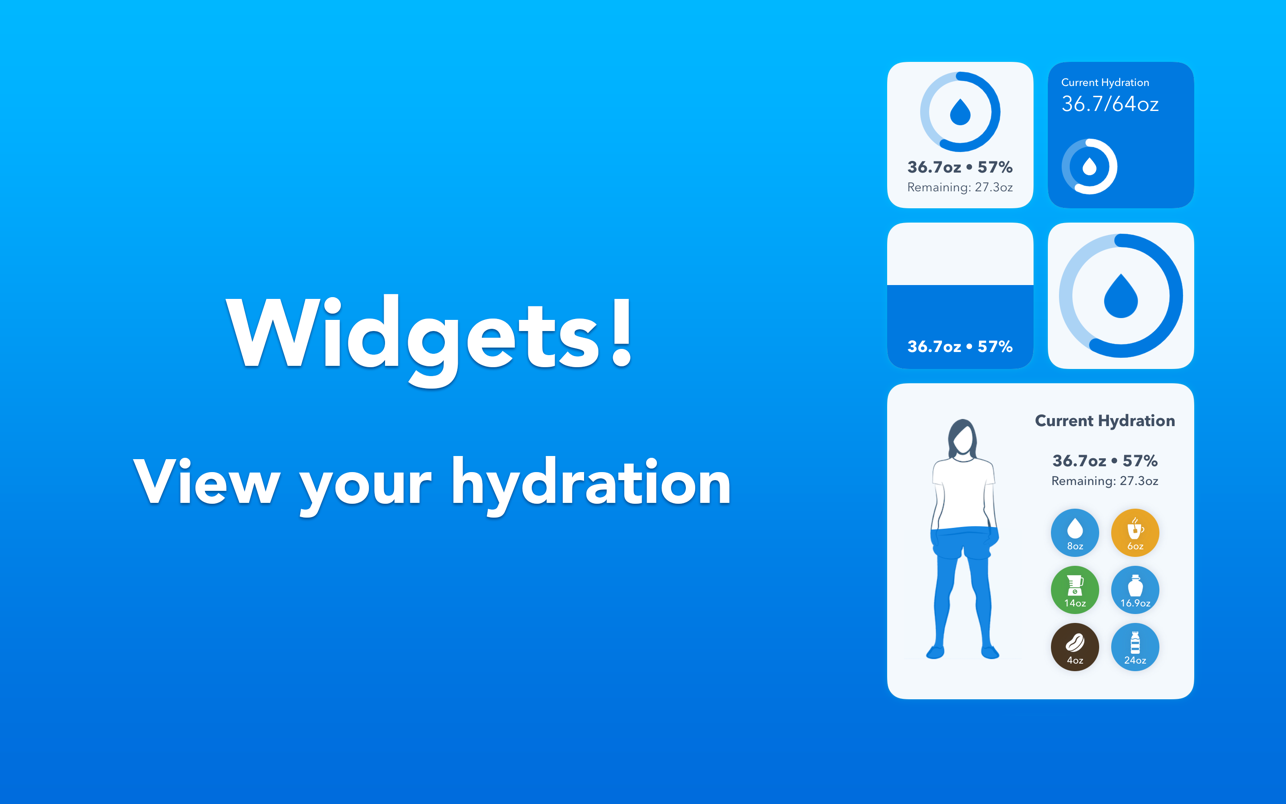 Widgets!
View your hydration
36.7oz • 57%
Remaining: 27.3oz
Current Hydration
36.7/64oz
36.7oz • 57%
Current Hydration
36.7oz • 57%
Remaining: 27.3oz
8oz
6oz
14oz
16.9oz
4oz
24oz